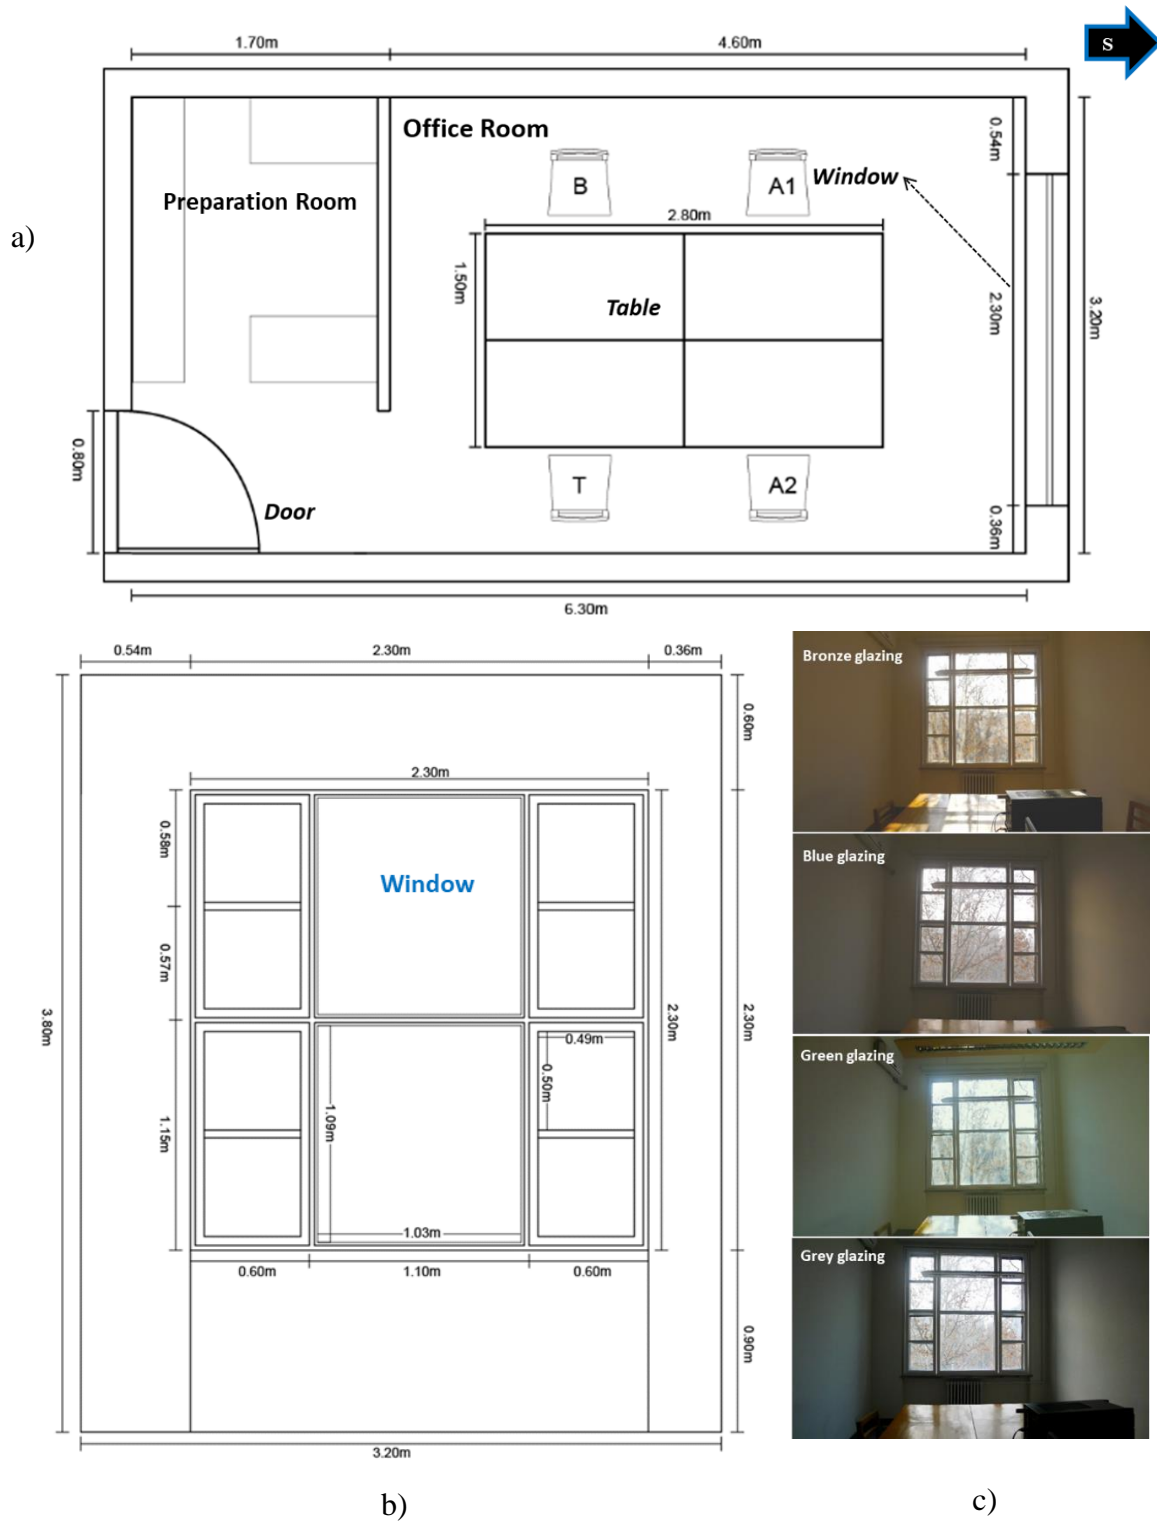 1.70m
4.60m
S
a)
Office Room
Preparation Room
B
A1
Window
0.54m
2.80m
1.50m
Table
2.30m
3.20m
0.80m
Door
T
A2
0.36m
6.30m
0.54m
2.30m
0.36m
0.60m
2.30m
0.58m
Window
0.57m
3.80m
2.30m
2.30m
0.49m
0.50m
1.09m
1.15m
1.03m
0.60m
1.10m
0.60m
0.90m
3.20m
b)
Bronze glazing
Blue glazing
Green glazing
Grey glazing
c)